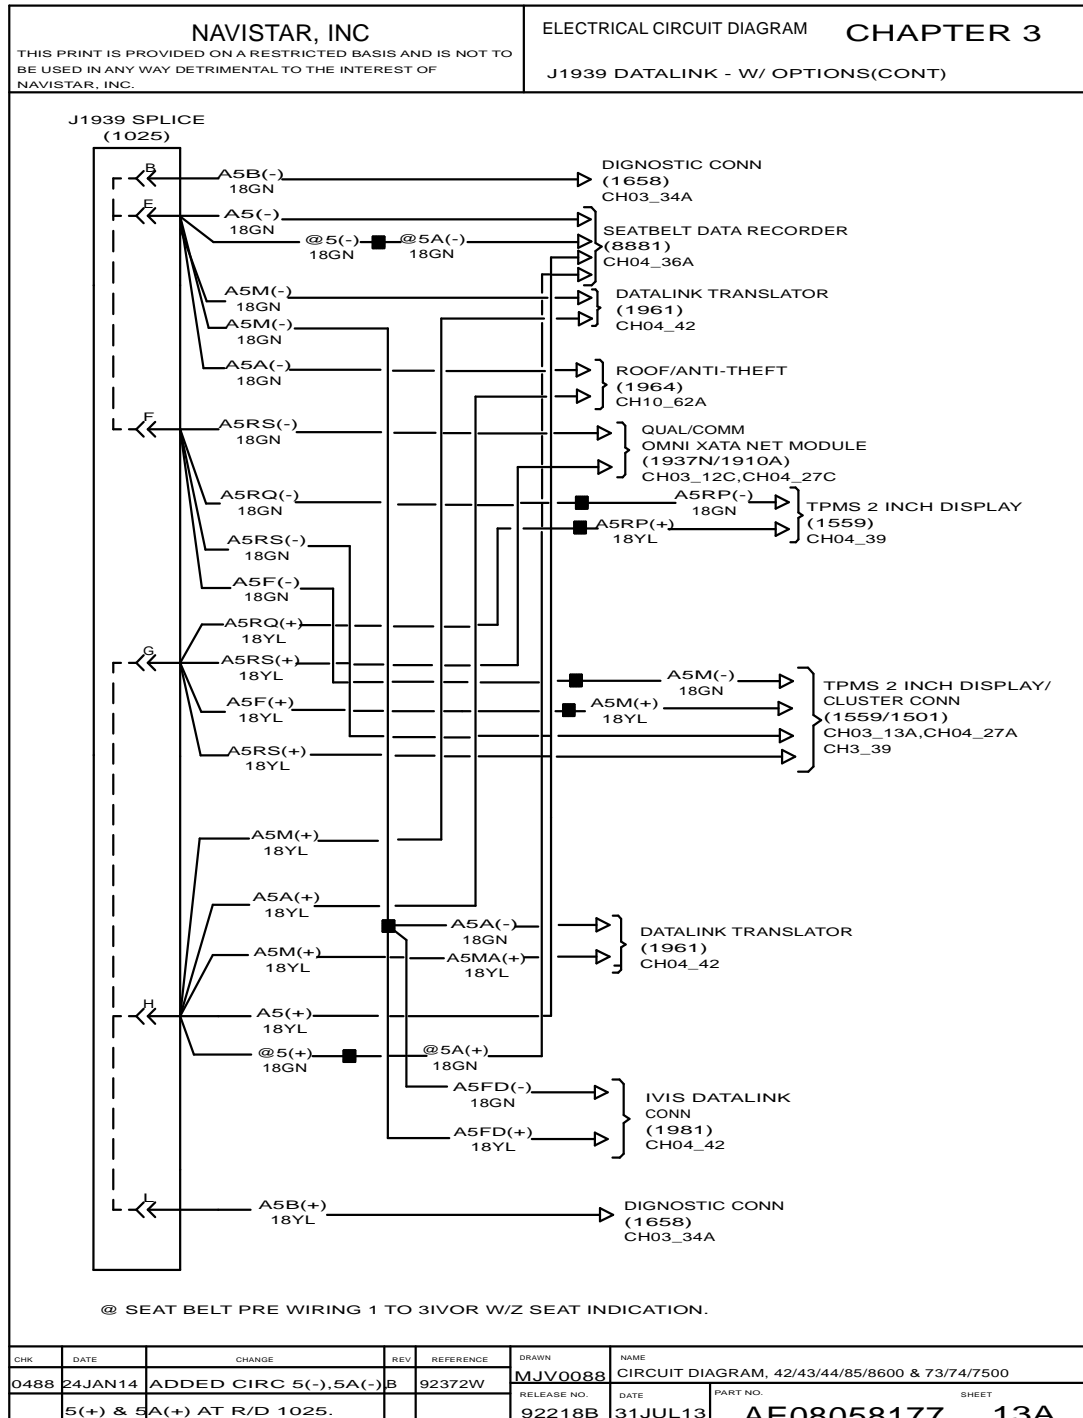 NAVISTAR, INC
THIS PRINT IS PROVIDED ON A RESTRICTED BASIS AND IS NOT TO
BE USED IN ANY WAY DETRIMENTAL TO THE INTEREST OF
NAVISTAR, INC.
ELECTRICAL CIRCUIT DIAGRAM CHAPTER 3
J1939 DATALINK - W/ OPTIONS(CONT)
J1939 SPLICE
(1025)
B
A5B(-)
18GN
DIGNOSTIC CONN
(1658)
CH03_34A
E
A5(-)
18GN
@5(-)
18GN
@5A(-)
18GN
SEATBELT DATA RECORDER
(8881)
CH04_36A
A5M(-)
18GN
A5M(-)
18GN
DATALINK TRANSLATOR
(1961)
CH04_42
A5A(-)
18GN
ROOF/ANTI-THEFT
(1964)
CH10_62A
F
A5RS(-)
18GN
QUAL/COMM
OMNI XATA NET MODULE
(1937N/1910A)
CH03_12C,CH04_27C
A5RQ(-)
18GN
A5RP(-)
18GN
A5RP(+)
18YL
TPMS 2 INCH DISPLAY
(1559)
CH04_39
A5RS(-)
18GN
A5F(-)
18GN
A5RQ(+)
18YL
G
A5RS(+)
18YL
A5F(+)
18YL
A5RS(+)
18YL
A5M(-)
18GN
A5M(+)
18YL
TPMS 2 INCH DISPLAY/
CLUSTER CONN
(1559/1501)
CH03_13A,CH04_27A
CH3_39
A5M(+)
18YL
A5A(+)
18YL
A5A(-)
18GN
A5M(+)
18YL
A5MA(+)
18YL
DATALINK TRANSLATOR
(1961)
CH04_42
H
A5(+)
18YL
@5(+)
18GN
@5A(+)
18GN
A5FD(-)
18GN
A5FD(+)
18YL
IVIS DATALINK
CONN
(1981)
CH04_42
L
A5B(+)
18YL
DIGNOSTIC CONN
(1658)
CH03_34A
@ SEAT BELT PRE WIRING 1 TO 3IVOR W/Z SEAT INDICATION.
CHK DATE CHANGE REV REFERENCE DRAWN NAME
0488 24JAN14 ADDED CIRC 5(-),5A(-) B 92372W MJV0088 CIRCUIT DIAGRAM, 42/43/44/85/8600 & 73/74/7500
RELEASE NO. DATE PART NO. SHEET
5(+) & 5A(+) AT R/D 1025. 92218B 31JUL13 AE08058177 13A